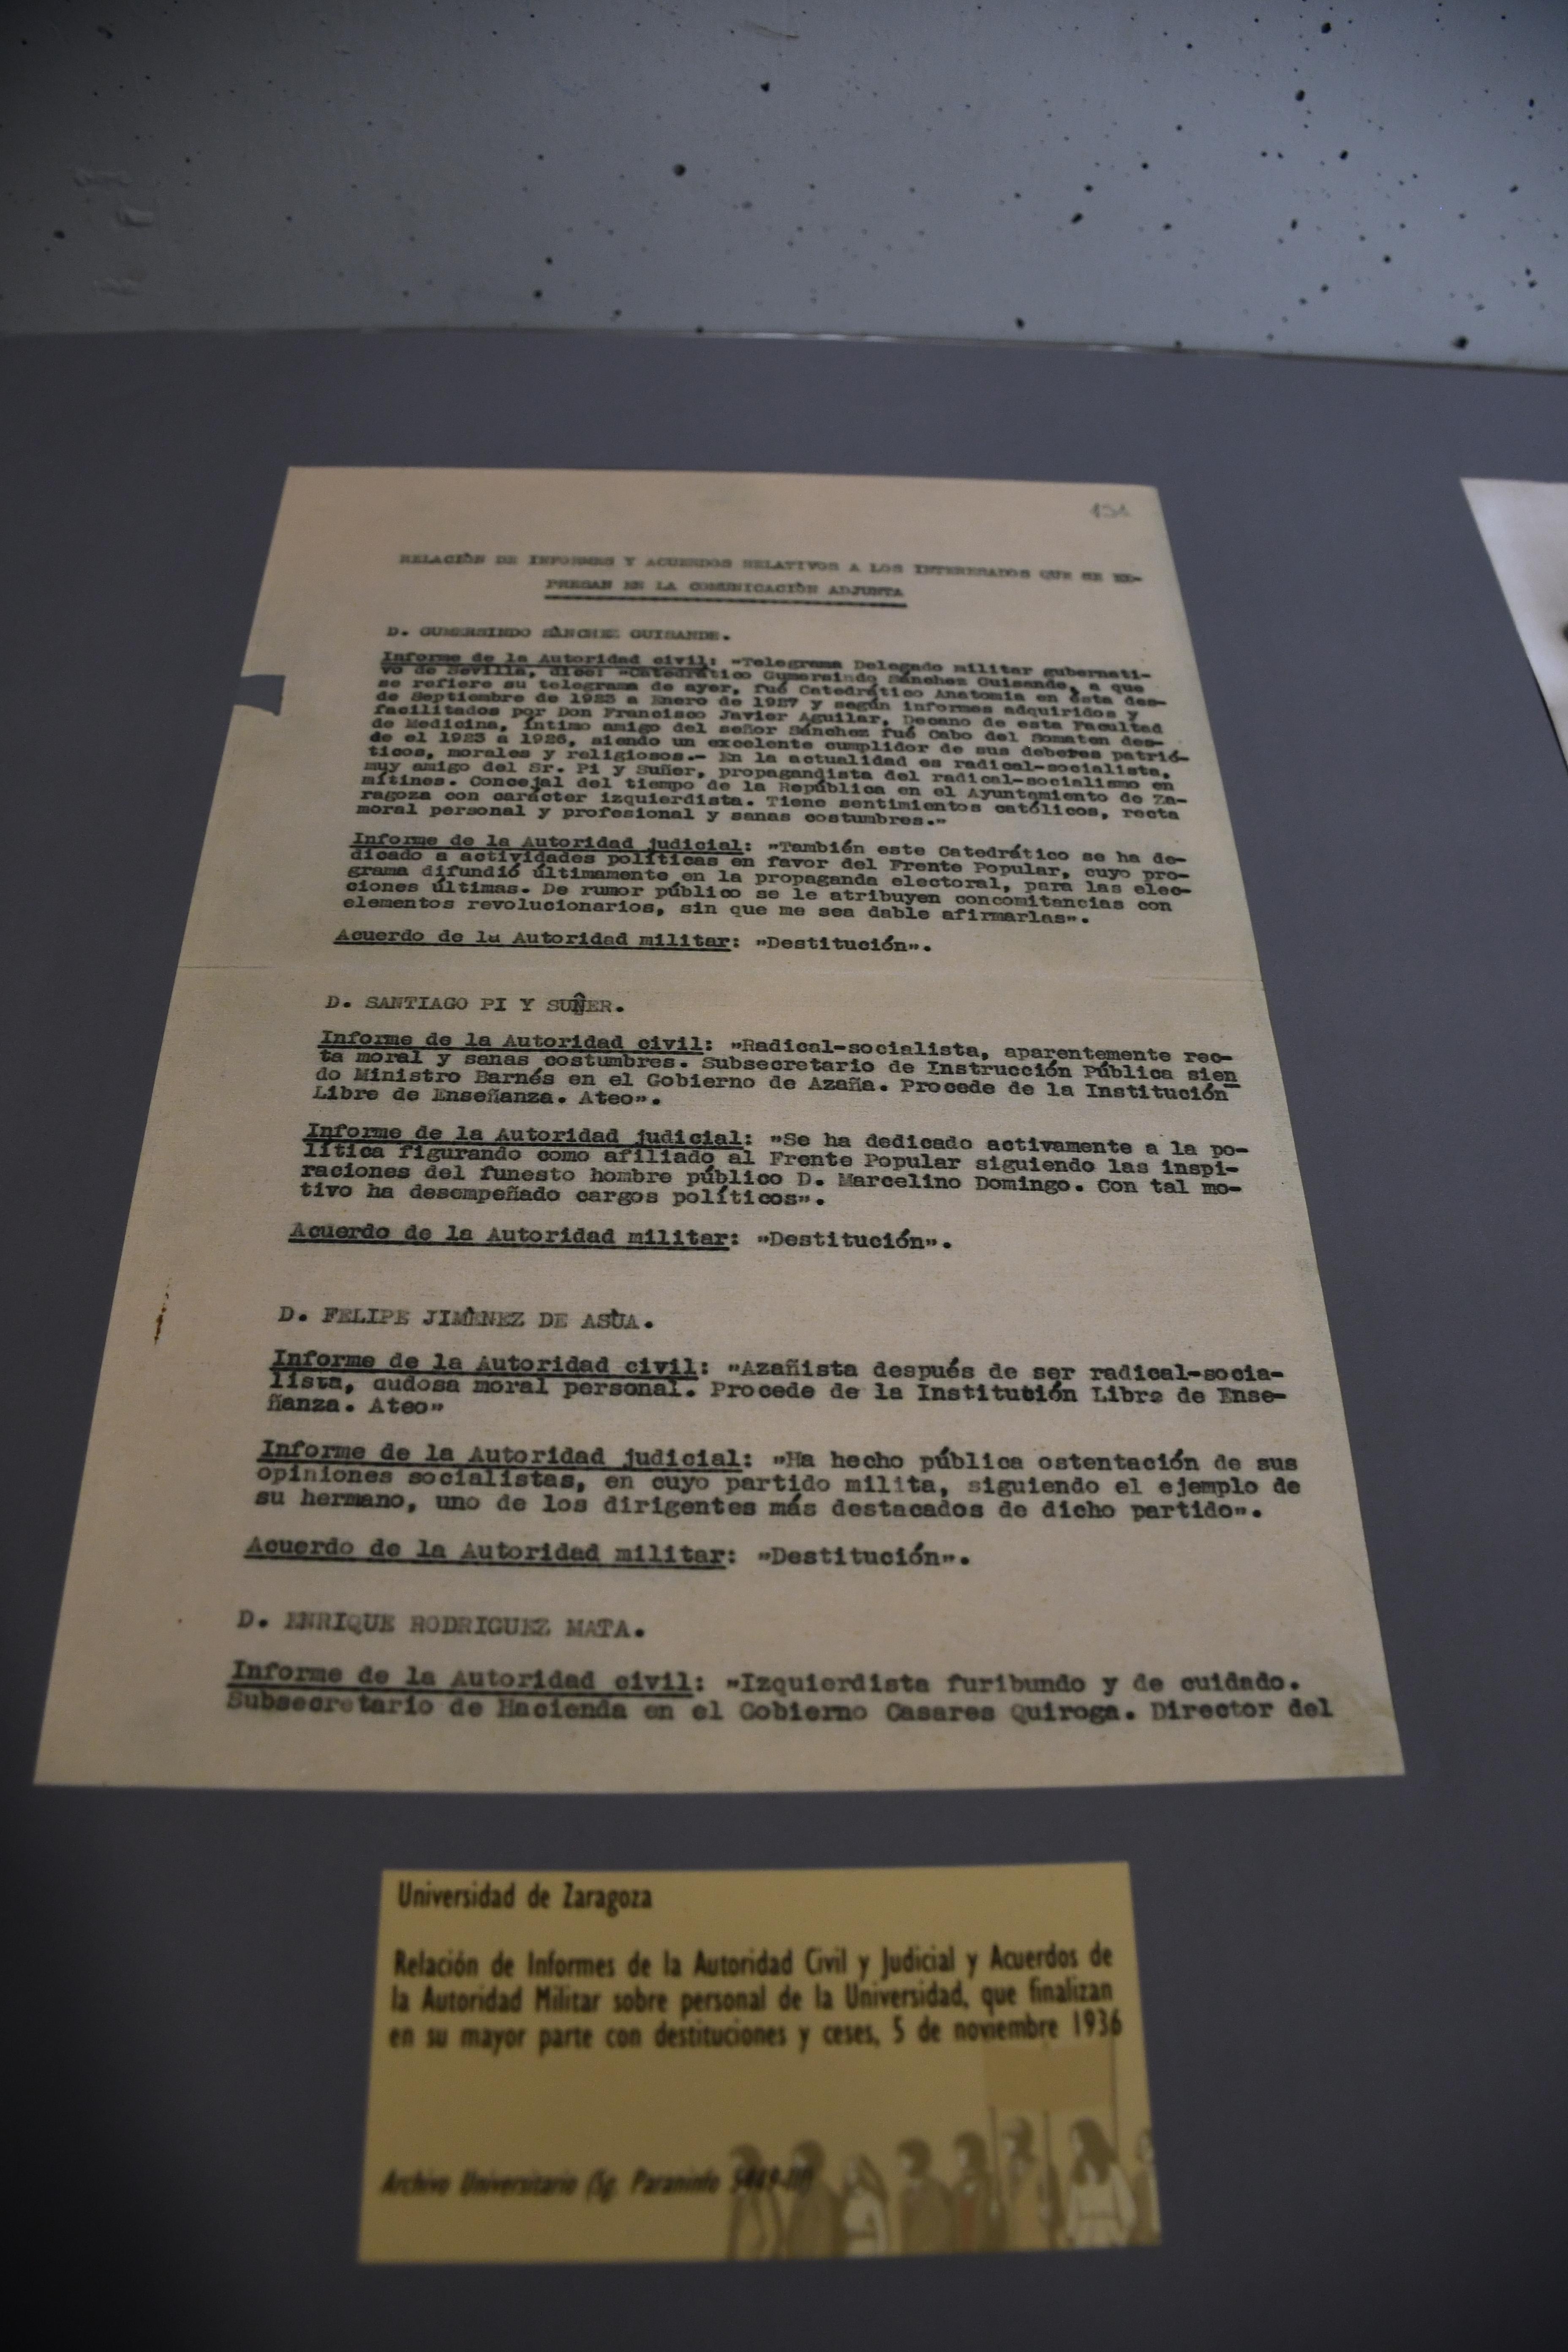 151
RELACIÒN DE INFORMES Y ACUERDOS RELATIVOS A LOS INTERESADOS QUE SE EX-
PRESAN EN LA COMUNICACIÒN ADJUNTA
D. GUMERSINDO SÀNCHEZ GUISANDE.
Informe de la Autoridad civil: "Telegrama Delegado militar gubernati-
vo de Sevilla, dice: "Catedrático Gumersindo Sánchez Guisande, a que
se refiere su telegrama de ayer, fué Catedrático Anatomía en ésta des-
de Septiembre de 1923 a Enero de 1927 y según informes adquiridos y
facilitados por Don Francisco Javier Aguilar, Decano de esta Facultad
de Medicina, íntimo amigo del señor Sánchez fué Cabo del Somaten des-
de el 1923 a 1926, siendo un excelente cumplidor de sus deberes patrió-
ticos, morales y religiosos.- En la actualidad es radical-socialista,
muy amigo del Sr. Pi y Suñer, propagandista del radical-socialismo en
mítines. Concejal del tiempo de la República en el Ayuntamiento de Za-
ragoza con carácter izquierdista. Tiene sentimientos católicos, recta
moral personal y profesional y sanas costumbres."
Informe de la Autoridad judicial: "También este Catedrático se ha de-
dicado a actividades políticas en favor del Frente Popular, cuyo pro-
grama difundió últimamente en la propaganda electoral, para las elec-
ciones últimas. De rumor público se le atribuyen concomitancias con
elementos revolucionarios, sin que me sea dable afirmarlas".
Acuerdo de la Autoridad militar: "Destitución".
D. SANTIAGO PI Y SUÑER.
Informe de la Autoridad civil: "Radical-socialista, aparentemente rec-
ta moral y sanas costumbres. Subsecretario de Instrucción Pública sien
do Ministro Barnés en el Gobierno de Azaña. Procede de la Institución
Libre de Enseñanza. Ateo".
Informe de la Autoridad judicial: "Se ha dedicado activamente a la po-
lítica figurando como afiliado al Frente Popular siguiendo las inspi-
raciones del funesto hombre público D. Marcelino Domingo. Con tal mo-
tivo ha desempeñado cargos políticos".
Acuerdo de la Autoridad militar: "Destitución".
D. FELIPE JIMÈNEZ DE ASÙA.
Informe de la Autoridad civil: "Azañista después de ser radical-socia-
lista, dudosa moral personal. Procede de la Institución Libre de Ense-
ñanza. Ateo"
Informe de la Autoridad judicial: "Ha hecho pública ostentación de sus
opiniones socialistas, en cuyo partido milita, siguiendo el ejemplo de
su hermano, uno de los dirigentes más destacados de dicho partido".
Acuerdo de la Autoridad militar: "Destitución".
D. ENRIQUE RODRIGUEZ MATA.
Informe de la Autoridad civil: "Izquierdista furibundo y de cuidado.
Subsecretario de Hacienda en el Gobierno Casares Quiroga. Director del
Universidad de Zaragoza
Relación de Informes de la Autoridad Civil y Judicial y Acuerdos de
la Autoridad Militar sobre personal de la Universidad, que finalizan
en su mayor parte con destituciones y ceses, 5 de noviembre 1936
Archivo Universitario (Sg. Paraninfo